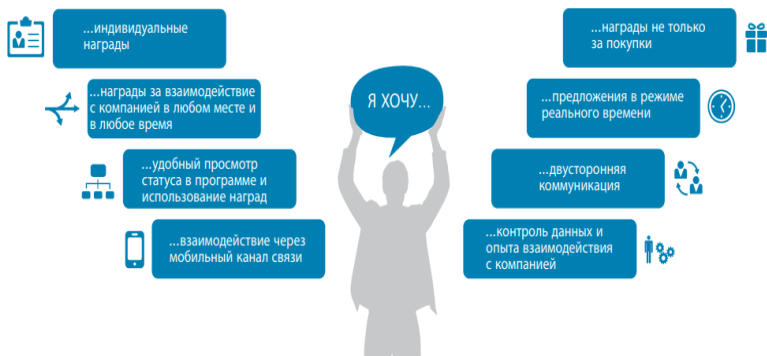 Я ХОЧУ...
...индивидуальные
награды
...награды за взаимодействие
с компанией в любом месте и
в любое время
...удобный просмотр
статуса в программе и
использование наград
...взаимодействие через
мобильный канал связи
...награды не только
за покупки
...предложения в режиме
реального времени
...двусторонняя
коммуникация
...контроль данных и
опыта взаимодействия
с компанией